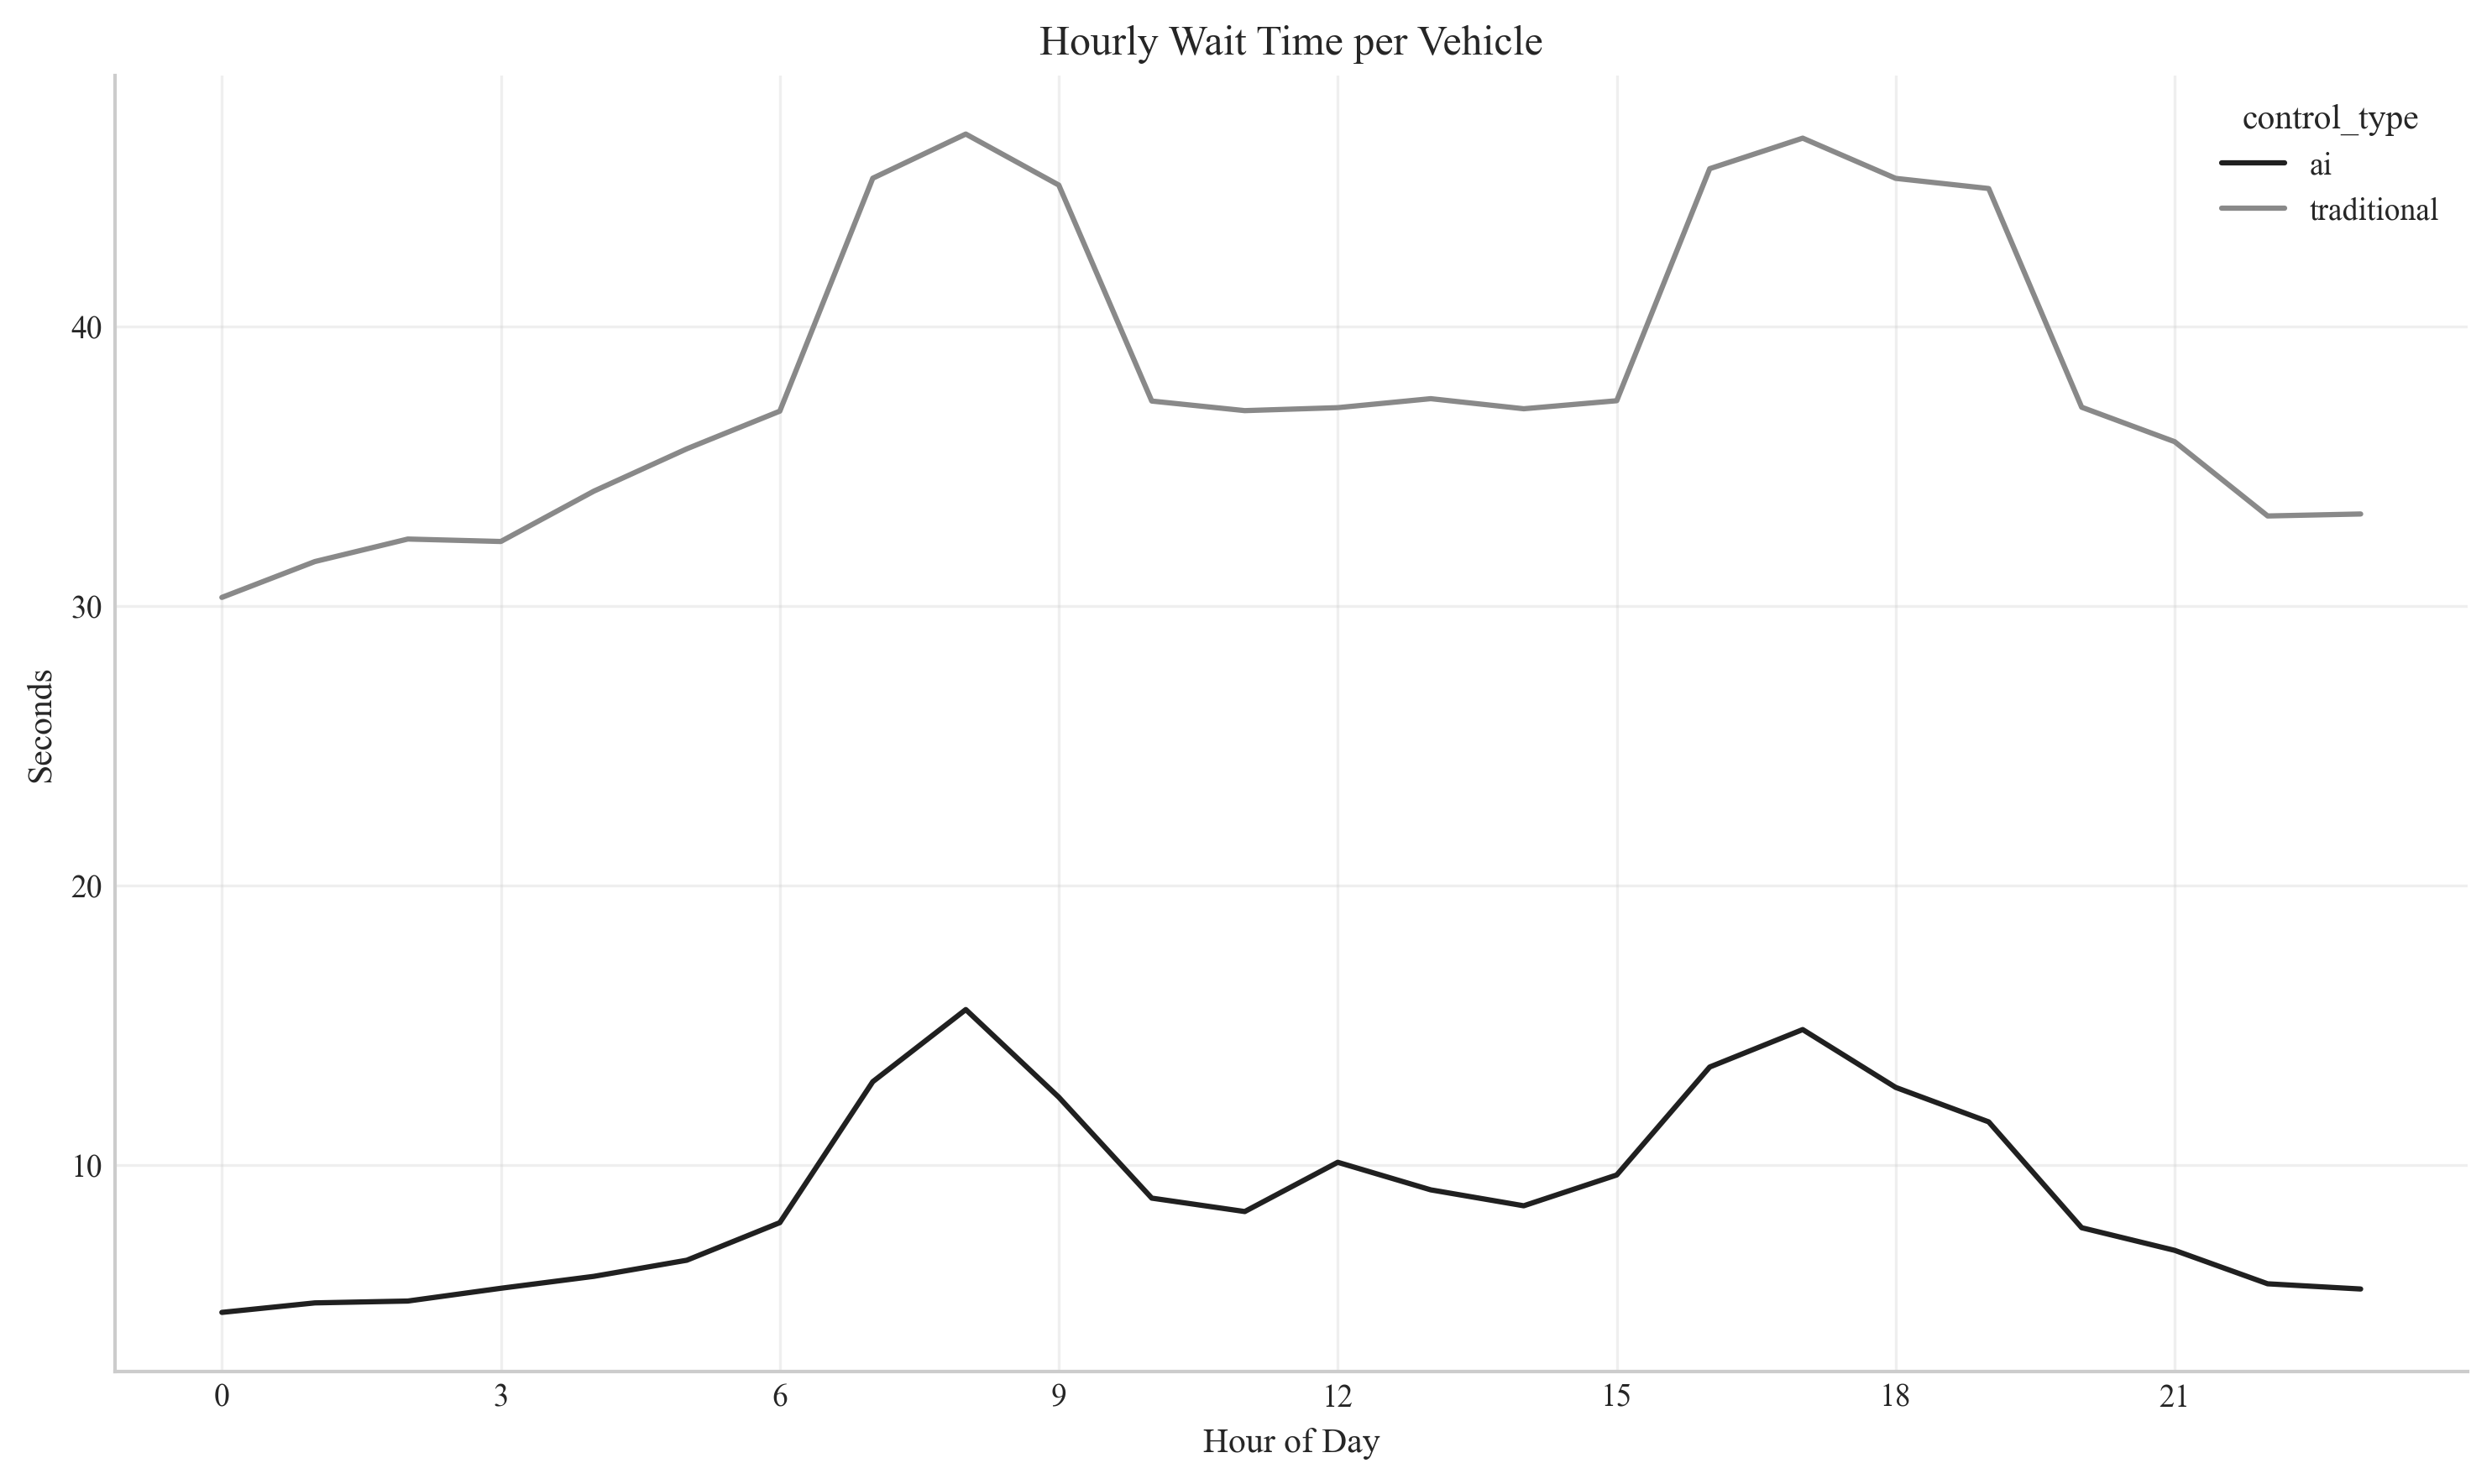 Hourly Wait Time per Vehicle
control_type
ai
traditional
40
30
20
10
Seconds
0 3 6 9 12 15 18 21
Hour of Day